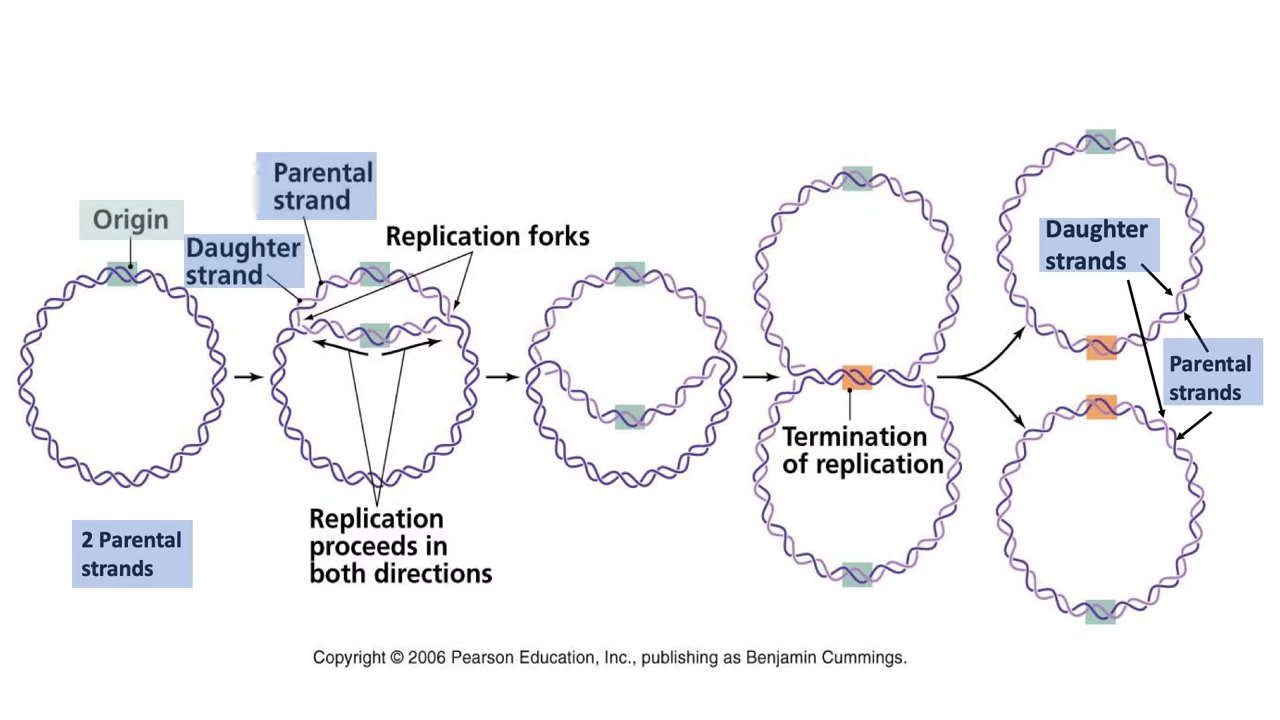 Origin
Parental
strand
Daughter
strand
Replication forks
2 Parental
strands
Replication
proceeds in
both directions
Termination
of replication
Daughter
strands
Parental
strands
Copyright © 2006 Pearson Education, Inc., publishing as Benjamin Cummings.